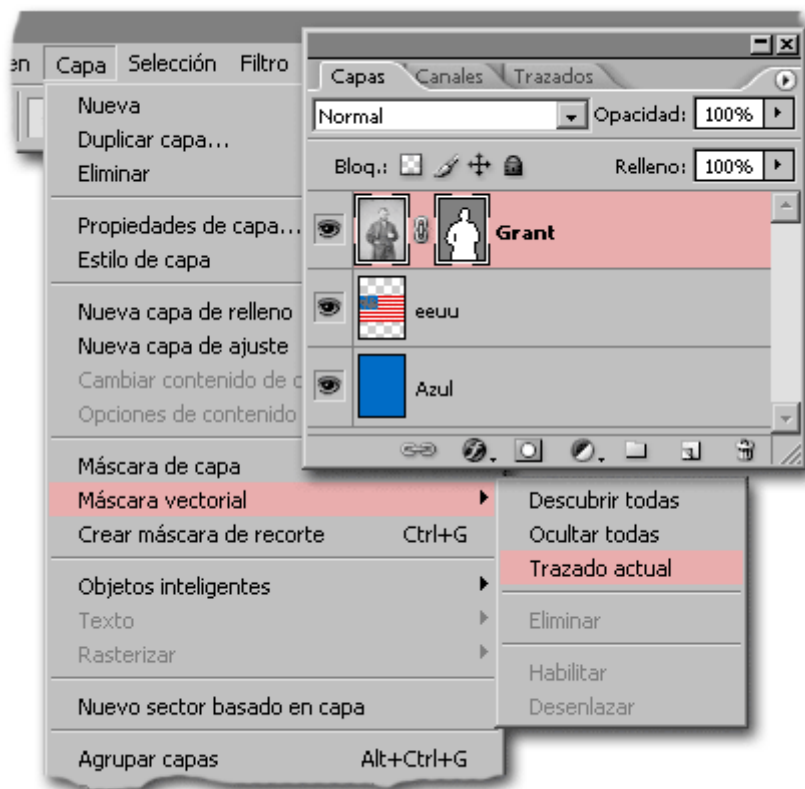 en Capa Selección Filtro
Nueva
Duplicar capa...
Eliminar
Propiedades de capa...
Estilo de capa
Nueva capa de relleno
Nueva capa de ajuste
Cambiar contenido de c
Opciones de contenido
Máscara de capa
Máscara vectorial
Crear máscara de recorte Ctrl+G
Objetos inteligentes
Texto
Rasterizar
Nuevo sector basado en capa
Agrupar capas Alt+Ctrl+G
Capas Canales Trazados
Normal Opacidad: 100%
Bloq.: Relleno: 100%
Grant
eeuu
Azul
Descubrir todas
Ocultar todas
Trazado actual
Eliminar
Habilitar
Desenlazar